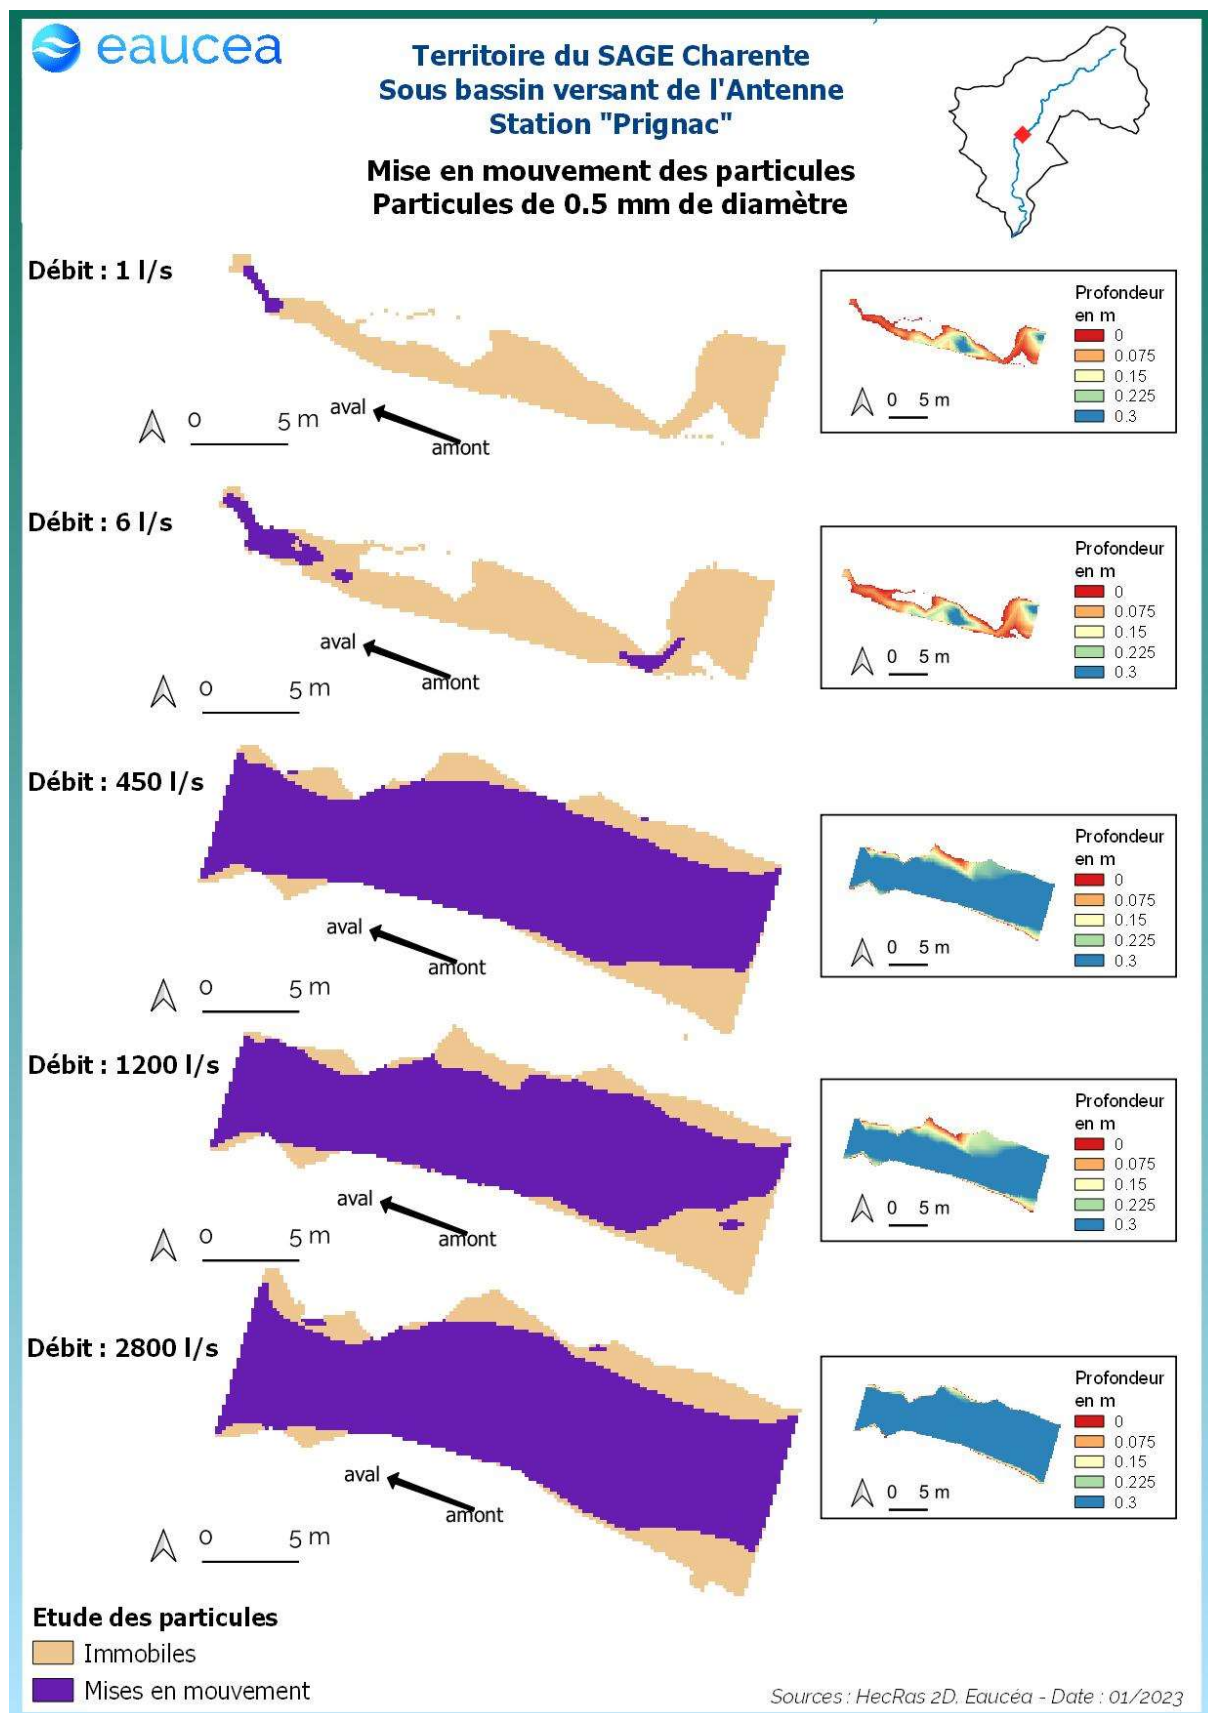 eaucea
Territoire du SAGE Charente
Sous bassin versant de l'Antenne
Station "Prignac"
Mise en mouvement des particules
Particules de 0.5 mm de diamètre
Débit : 1 l/s
aval
amont
0 5 m
Profondeur
en m
0
0.075
0.15
0.225
0.3
0 5 m
Débit : 6 l/s
aval
amont
0 5 m
Profondeur
en m
0
0.075
0.15
0.225
0.3
0 5 m
Débit : 450 l/s
aval
amont
0 5 m
Profondeur
en m
0
0.075
0.15
0.225
0.3
0 5 m
Débit : 1200 l/s
aval
amont
0 5 m
Profondeur
en m
0
0.075
0.15
0.225
0.3
0 5 m
Débit : 2800 l/s
aval
amont
0 5 m
Profondeur
en m
0
0.075
0.15
0.225
0.3
0 5 m
Etude des particules
Immobiles
Mises en mouvement
Sources : HecRas 2D, Eaucéa - Date : 01/2023